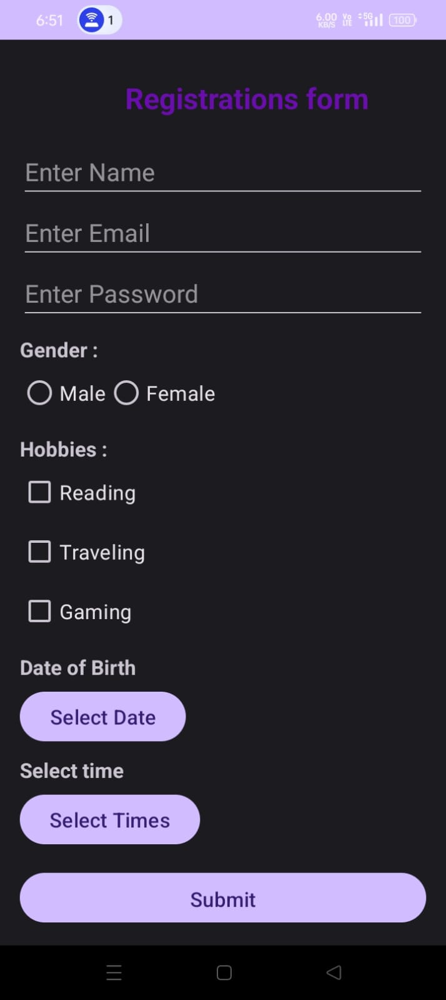 6:51 1 6.00 KB/S Vo LTE 5G 100
Registrations form
Enter Name
Enter Email
Enter Password
Gender :
Male Female
Hobbies :
Reading
Traveling
Gaming
Date of Birth
Select Date
Select time
Select Times
Submit